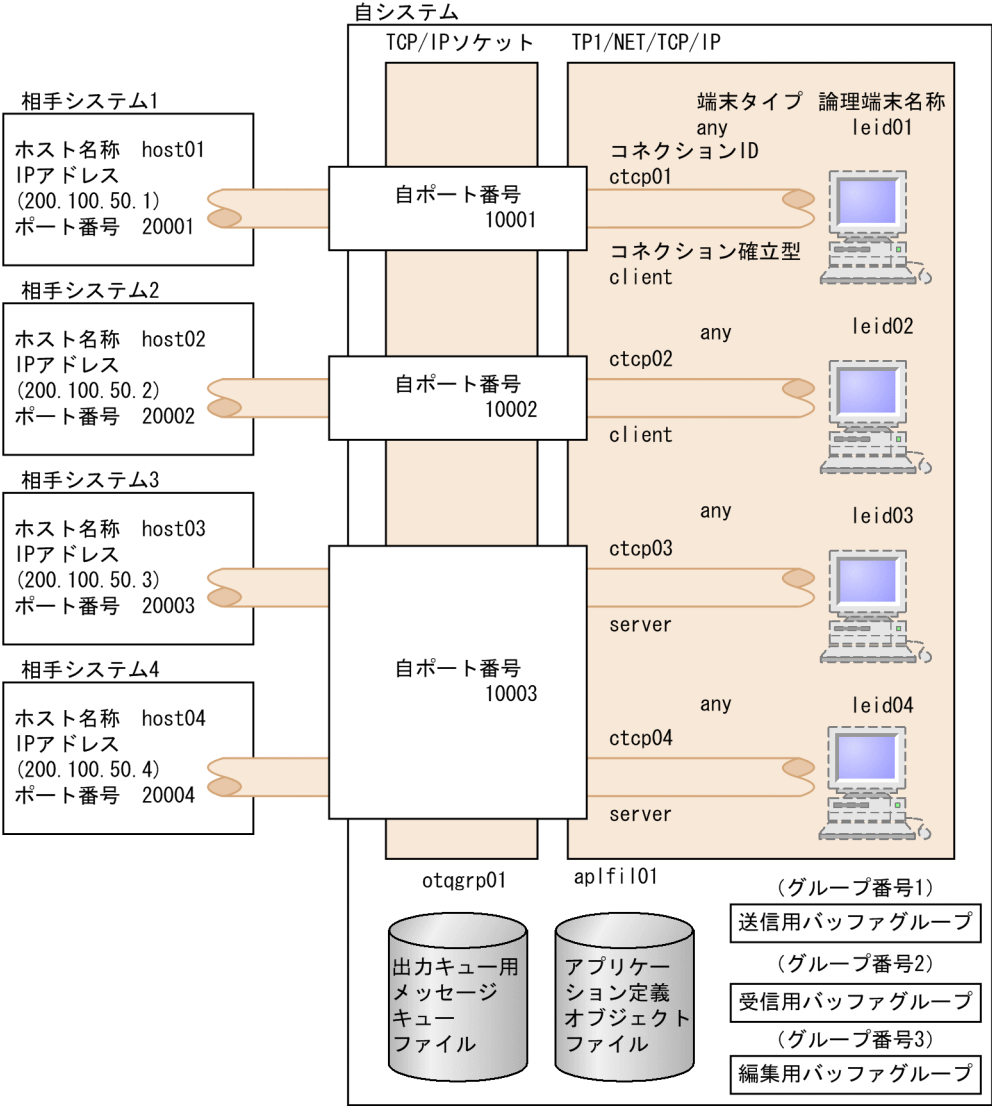 自システム
TCP/IPソケット
TP1/NET/TCP/IP
相手システム1
ホスト名称 host01
IPアドレス
(200.100.50.1)
ポート番号 20001
自ポート番号
10001
端末タイプ 論理端末名称
any leid01
コネクションID
ctcp01
コネクション確立型
client
相手システム2
ホスト名称 host02
IPアドレス
(200.100.50.2)
ポート番号 20002
自ポート番号
10002
any leid02
ctcp02
client
相手システム3
ホスト名称 host03
IPアドレス
(200.100.50.3)
ポート番号 20003
any leid03
ctcp03
server
自ポート番号
10003
相手システム4
ホスト名称 host04
IPアドレス
(200.100.50.4)
ポート番号 20004
any leid04
ctcp04
server
otqgrp01
出力キュー用
メッセージ
キュー
ファイル
aplfil01
アプリケー
ション定義
オブジェクト
ファイル
(グループ番号1)
送信用バッファグループ
(グループ番号2)
受信用バッファグループ
(グループ番号3)
編集用バッファグループ